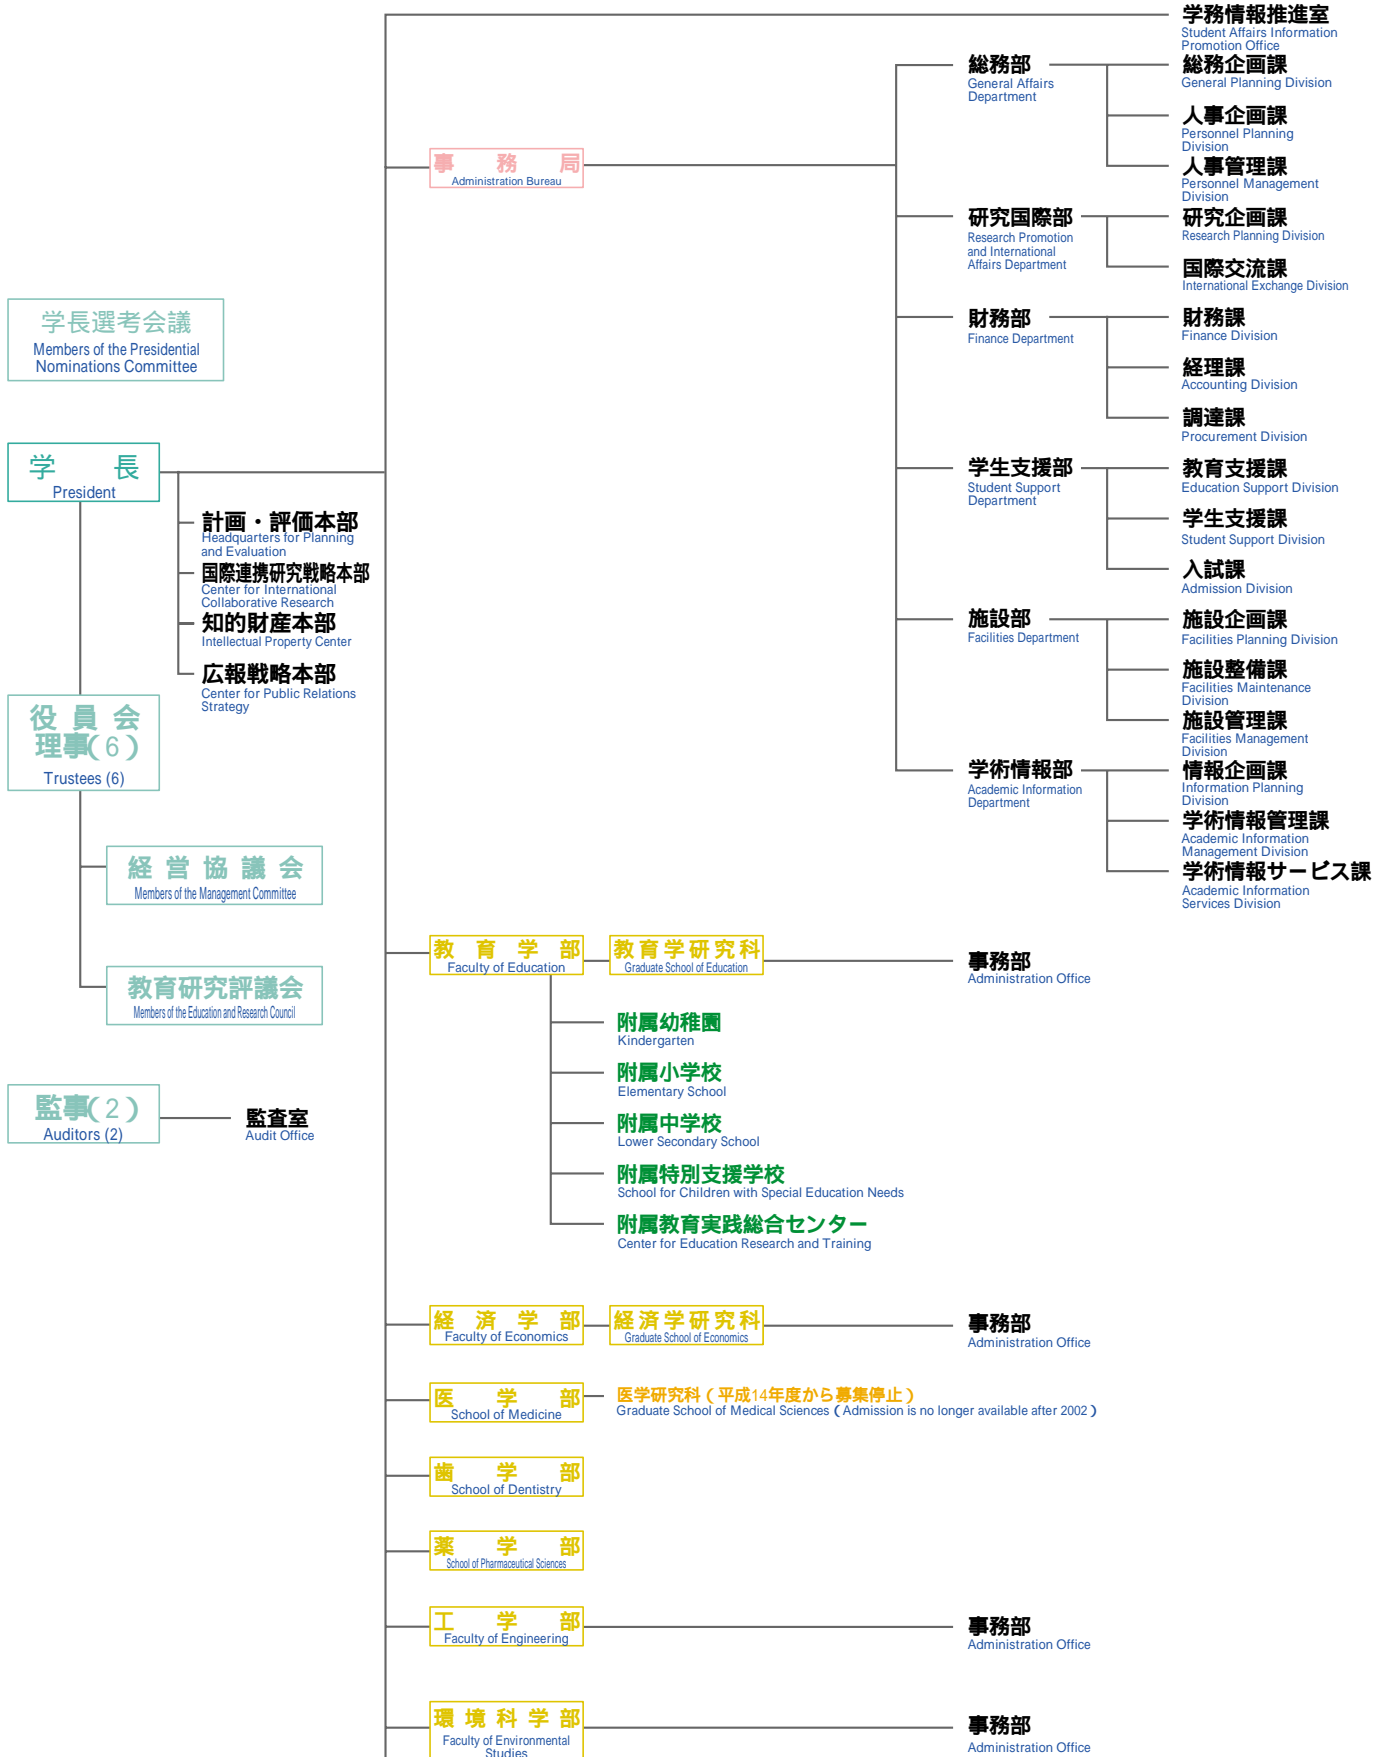 学務情報推進室
Student Affairs Information
Promotion Office
総務部
General Affairs
Department
総務企画課
General Planning Division
人事企画課
Personnel Planning
Division
人事管理課
Personnel Management
Division
事務局
Administration Bureau
研究国際部
Research Promotion
and International
Affairs Department
研究企画課
Research Planning Division
国際交流課
International Exchange Division
学長選考会議
Members of the Presidential
Nominations Committee
財務部
Finance Department
財務課
Finance Division
経理課
Accounting Division
調達課
Procurement Division
学長
President
計画・評価本部
Headquarters for Planning
and Evaluation
国際連携研究戦略本部
Center for International
Collaborative Research
知的財産本部
Intellectual Property Center
広報戦略本部
Center for Public Relations
Strategy
学生支援部
Student Support
Department
教育支援課
Education Support Division
学生支援課
Student Support Division
入試課
Admission Division
施設部
Facilities Department
施設企画課
Facilities Planning Division
施設整備課
Facilities Maintenance
Division
施設管理課
Facilities Management
Division
役員会
理事(6)
Trustees (6)
学術情報部
Academic Information
Department
情報企画課
Information Planning
Division
学術情報管理課
Academic Information
Management Division
学術情報サービス課
Academic Information
Services Division
経営協議会
Members of the Management Committee
教育研究評議会
Members of the Education and Research Council
監事(2)
Auditors (2)
監査室
Audit Office
教育学部
Faculty of Education
教育学研究科
Graduate School of Education
事務部
Administration Office
附属幼稚園
Kindergarten
附属小学校
Elementary School
附属中学校
Lower Secondary School
附属特別支援学校
School for Children with Special Education Needs
附属教育実践総合センター
Center for Education Research and Training
経済学部
Faculty of Economics
経済学研究科
Graduate School of Economics
事務部
Administration Office
医学部
School of Medicine
医学研究科(平成14年度から募集停止)
Graduate School of Medical Sciences(Admission is no longer available after 2002)
歯学部
School of Dentistry
薬学部
School of Pharmaceutical Sciences
工学部
Faculty of Engineering
事務部
Administration Office
環境科学部
Faculty of Environmental
Studies
事務部
Administration Office